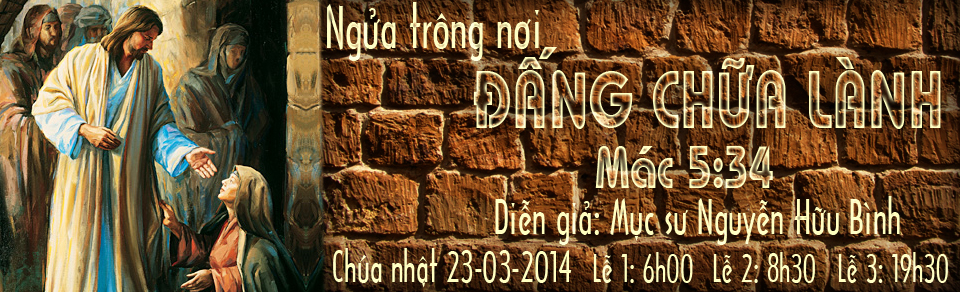 Ngửa trông nơi
ĐẤNG CHỮA LÀNH
Mác 5:34
Diễn giả: Mục sư Nguyễn Hữu Bình
Chúa nhật 23-03-2014 Lễ 1: 6h00 Lễ 2: 8h30 Lễ 3: 19h30